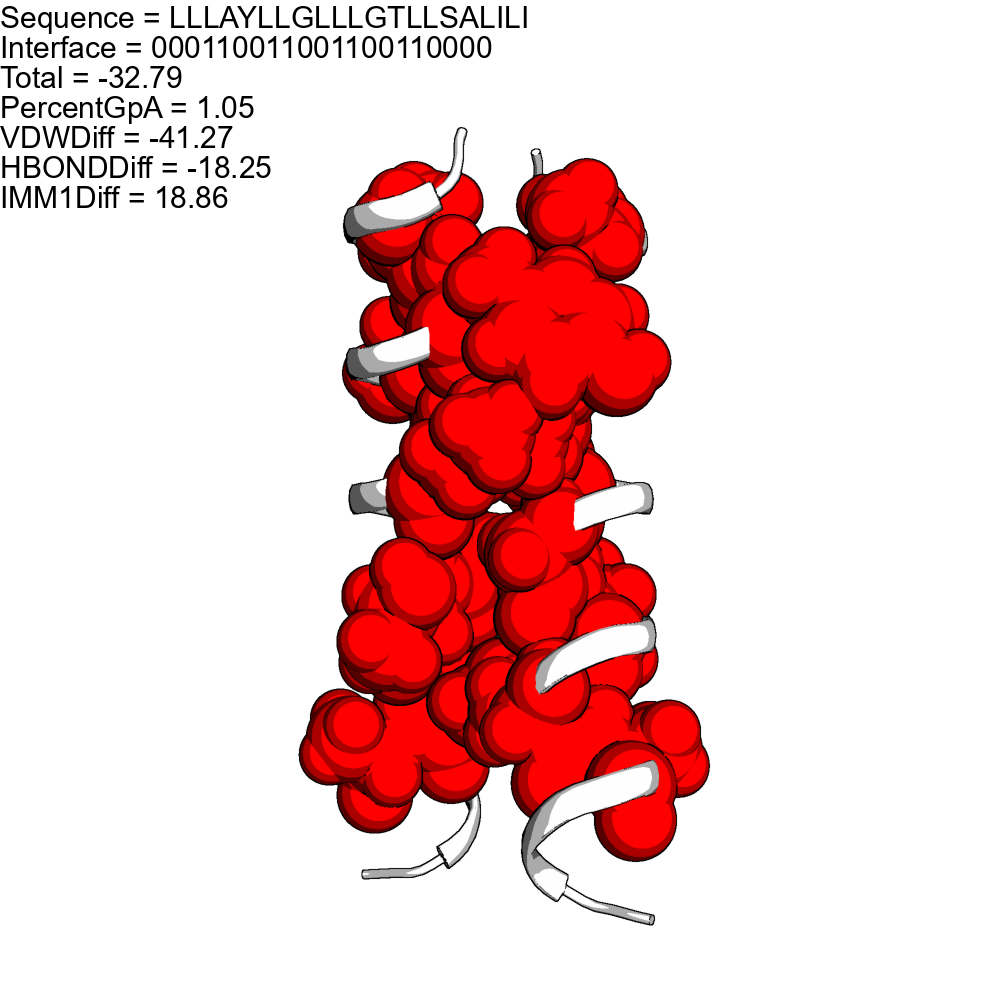 Sequence = LLLAYLLGLLLGTLLSALILI
Interface = 000110011001100110000
Total = -32.79
PercentGpA = 1.05
VDWDiff = -41.27
HBONDDiff = -18.25
IMM1Diff = 18.86